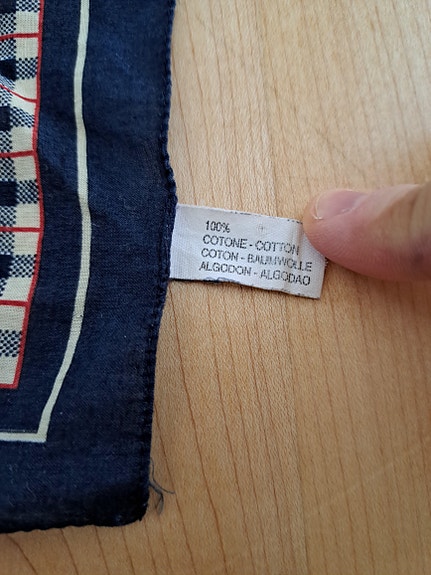 100%
COTONE - COTTON
COTON - BAUMWOLLE
ALGODON - ALGODAO